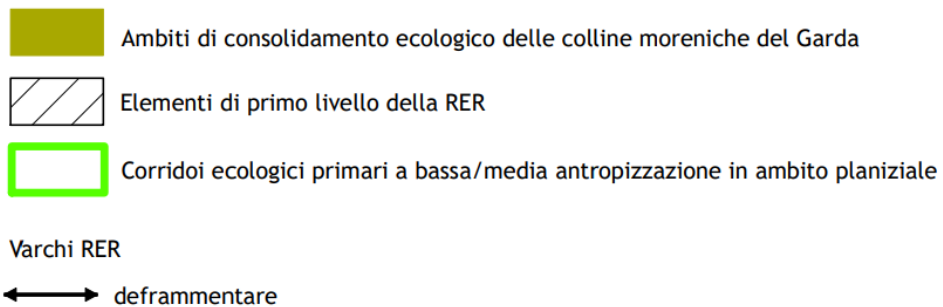 Ambiti di consolidamento ecologico delle colline moreniche del Garda
Elementi di primo livello della RER
Corridoi ecologici primari a bassa/media antropizzazione in ambito planiziale
Varchi RER
deframmentare